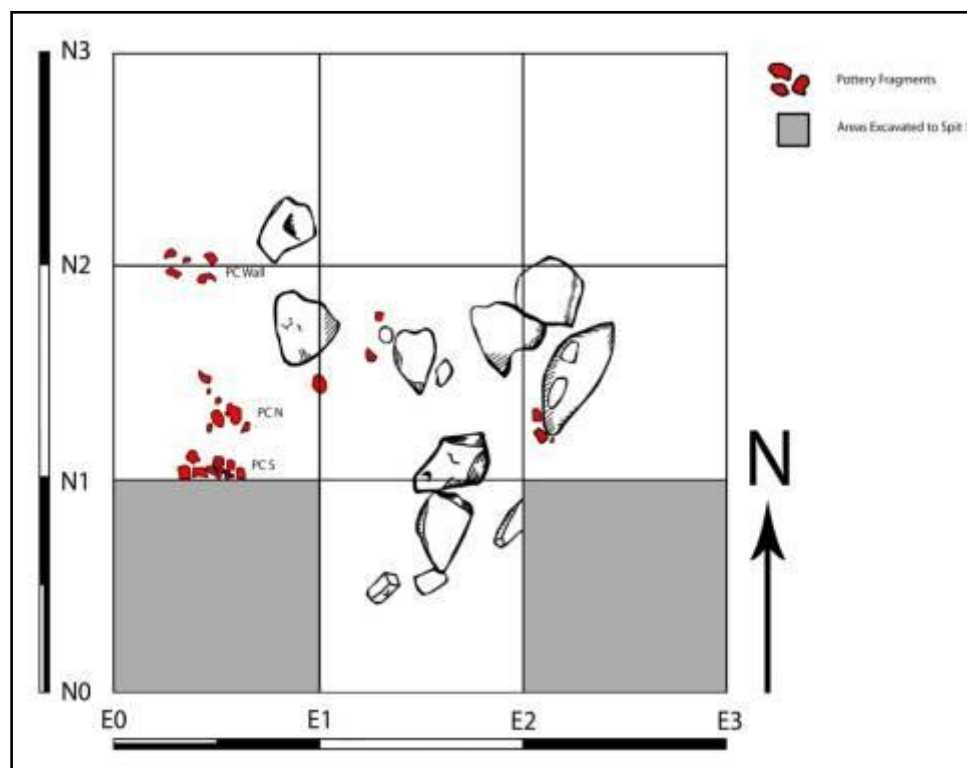 N3
Pottery Fragments
Areas Excavated to Spit
N2
PC Wall
PC N
PC S
N1
N
N0
E0
E1
E2
E3